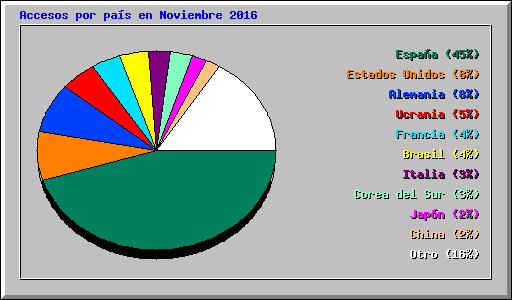 Accesos por país en Noviembre 2016
España (45%)
Estados Unidos (8%)
Alemania (8%)
Ucrania (5%)
Francia (4%)
Brasil (4%)
Italia (3%)
Corea del Sur (3%)
Japón (2%)
China (2%)
Otro (16%)